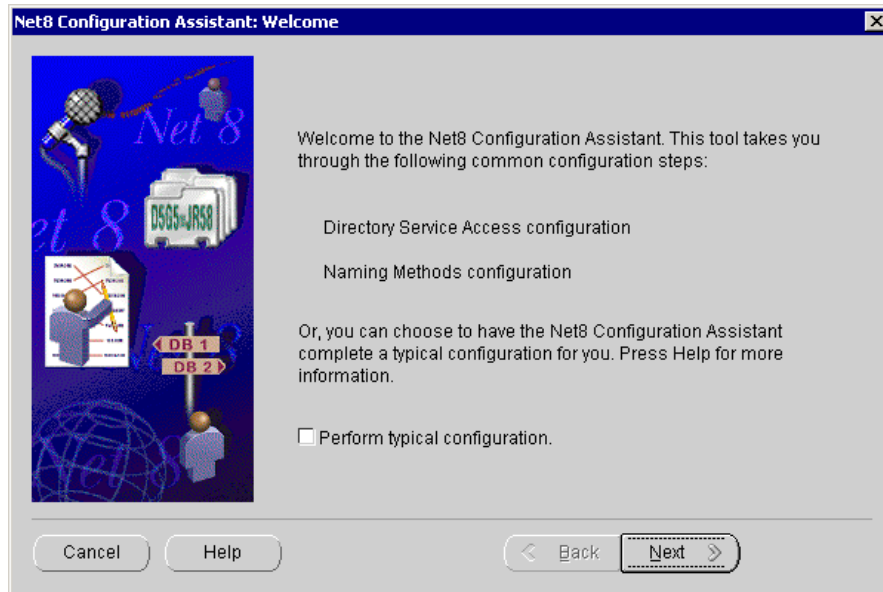 Net8 Configuration Assistant: Welcome
Net 8
Welcome to the Net8 Configuration Assistant. This tool takes you
through the following common configuration steps:
D5G5
JR58
Directory Service Access configuration
et 8
Naming Methods configuration
Or, you can choose to have the Net8 Configuration Assistant
complete a typical configuration for you. Press Help for more
information.
DB 1
DB 2
Perform typical configuration.
Cancel
Help
Back
Next